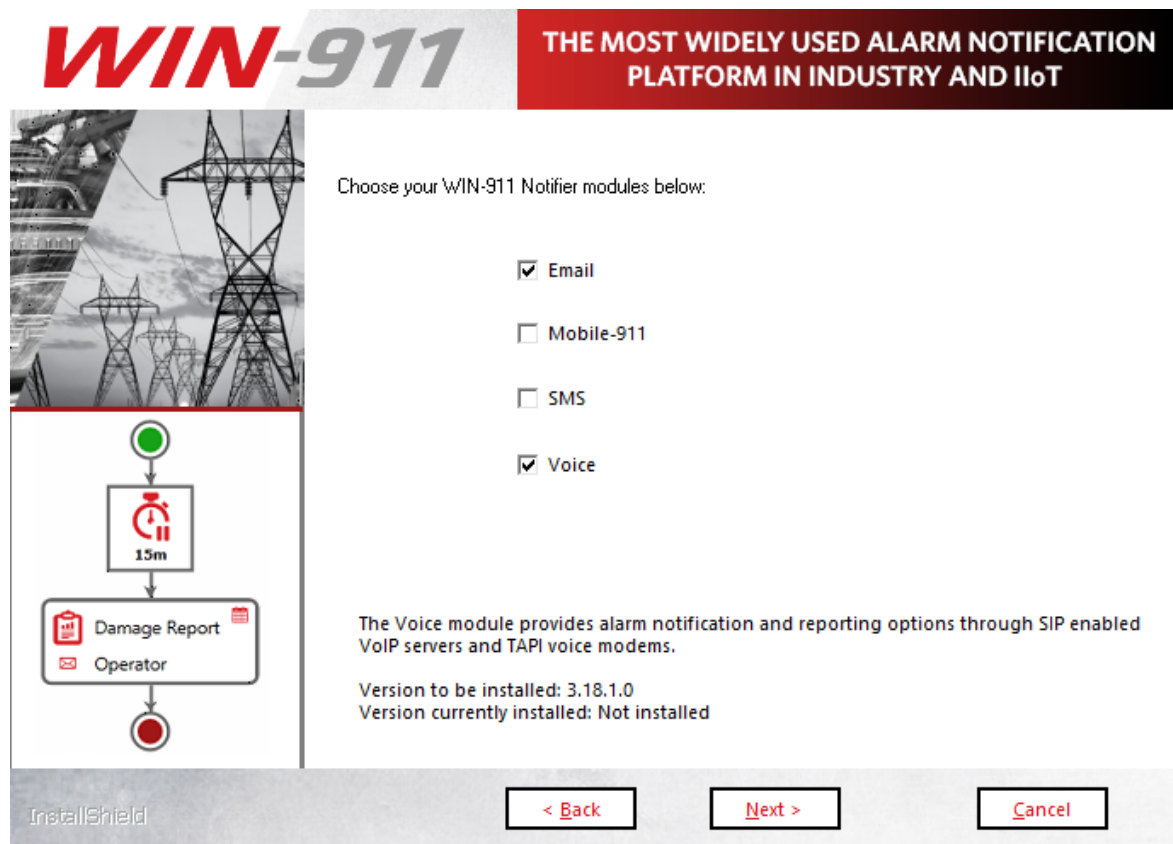 WIN-911
THE MOST WIDELY USED ALARM NOTIFICATION
PLATFORM IN INDUSTRY AND IIoT
Choose your WIN-911 Notifier modules below:
Email
Mobile-911
SMS
Voice
15m
Damage Report
Operator
The Voice module provides alarm notification and reporting options through SIP enabled
VoIP servers and TAPI voice modems.
Version to be installed: 3.18.1.0
Version currently installed: Not installed
InstallShield
< Back
Next >
Cancel